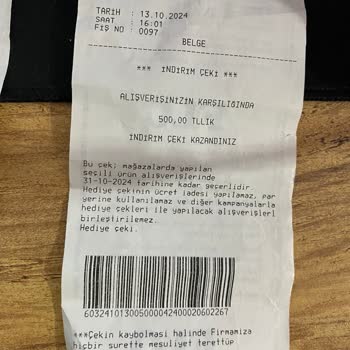 TARİH : 13.10.2024
SAAT : 16:01
FİŞ NO : 0097
BELGE
*** İNDİRİM ÇEKİ ***
ALIŞVERİŞİNİZİN KARŞILIĞINDA
500,00 TLLIK
İNDİRİM ÇEKİ KAZANDINIZ
Bu çek; mağazalarda yapılan
seçili ürün alışverişlerinde
31-10-2024 tarihine kadar geçerlidir.
Hediye çekinin ücret iadesi yapılamaz, par
yerine kullanılamaz ve diğer kampanyalarla
hediye çekleri ile yapılacak alışverişlerl
birleştirilemez.
Hediye çeki.
603241013005000042400020602267
***Çekin kaybolması halinde Firmamıza
hiçbir surette mesuliyet terettüp